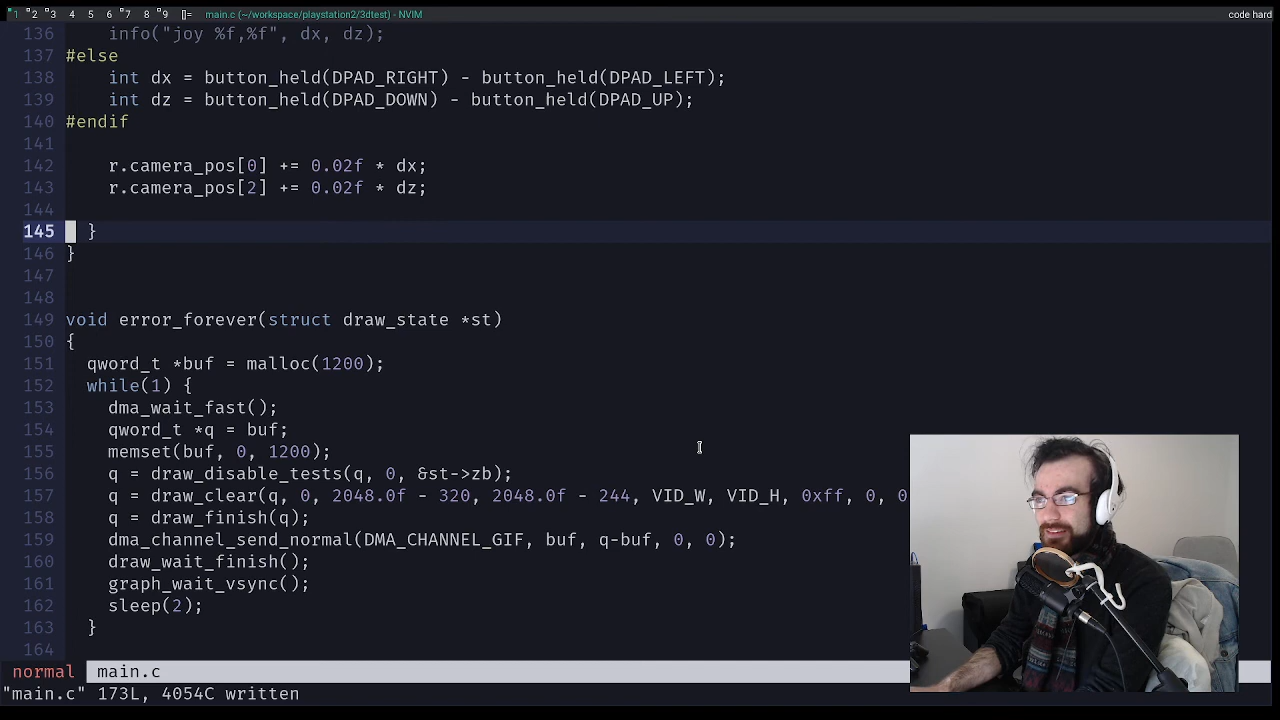 1 2 3 4 5 6 7 8 9 []= main.c (~/workspace/playstation2/3dtest) - NVIM code hard
136 info("joy %f,%f", dx, dz);
137 #else
138 int dx = button_held(DPAD_RIGHT) - button_held(DPAD_LEFT);
139 int dz = button_held(DPAD_DOWN) - button_held(DPAD_UP);
140 #endif
141
142 r.camera_pos[0] += 0.02f * dx;
143 r.camera_pos[2] += 0.02f * dz;
144
145 }
146 }
147
148
149 void error_forever(struct draw_state *st)
150 {
151 qword_t *buf = malloc(1200);
152 while(1) {
153 dma_wait_fast();
154 qword_t *q = buf;
155 memset(buf, 0, 1200);
156 q = draw_disable_tests(q, 0, &st->zb);
157 q = draw_clear(q, 0, 2048.0f - 320, 2048.0f - 244, VID_W, VID_H, 0xff, 0, 0
158 q = draw_finish(q);
159 dma_channel_send_normal(DMA_CHANNEL_GIF, buf, q-buf, 0, 0);
160 draw_wait_finish();
161 graph_wait_vsync();
162 sleep(2);
163 }
164
normal main.c
"main.c" 173L, 4054C written